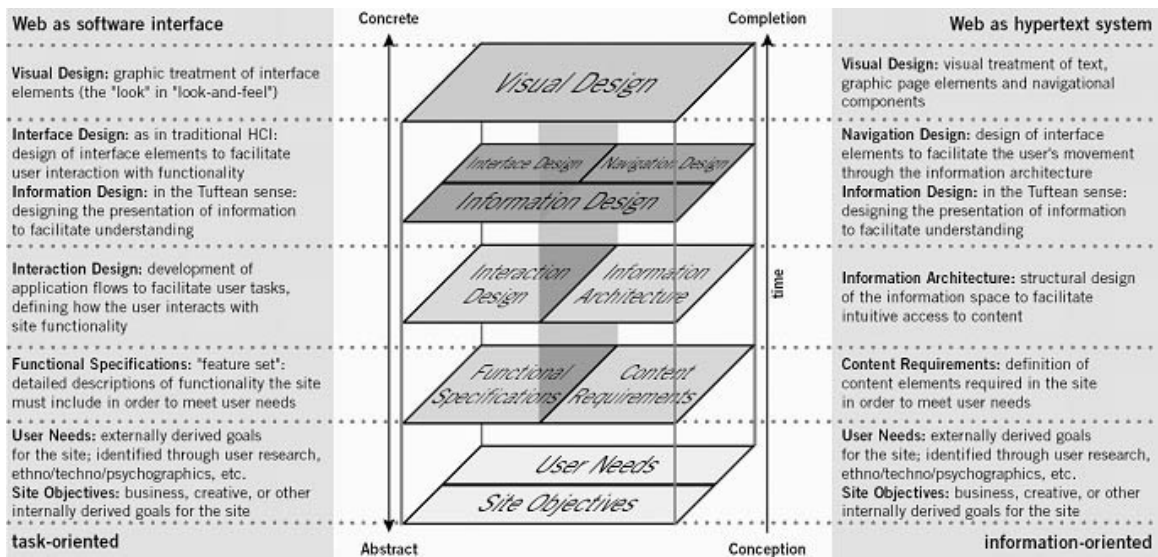 Web as software interface
Visual Design: graphic treatment of interface
elements (the "look" in "look-and-feel")
Interface Design: as in traditional HCI:
design of interface elements to facilitate
user interaction with functionality
Information Design: in the Tuftean sense:
designing the presentation of information
to facilitate understanding
Interaction Design: development of
application flows to facilitate user tasks,
defining how the user interacts with
site functionality
Functional Specifications: "feature set":
detailed descriptions of functionality the site
must include in order to meet user needs
User Needs: externally derived goals
for the site; identified through user research,
ethno/techno/psychographics, etc.
Site Objectives: business, creative, or other
internally derived goals for the site
task-oriented
Concrete
Completion
Visual Design
Interface Design
Navigation Design
Information Design
Interaction
Design
Information
Architecture
time
Functional
Specifications
Content
Requirements
User Needs
Site Objectives
Abstract
Conception
Web as hypertext system
Visual Design: visual treatment of text,
graphic page elements and navigational
components
Navigation Design: design of interface
elements to facilitate the user's movement
through the information architecture
Information Design: in the Tuftean sense:
designing the presentation of information
to facilitate understanding
Information Architecture: structural design
of the information space to facilitate
intuitive access to content
Content Requirements: definition of
content elements required in the site
in order to meet user needs
User Needs: externally derived goals
for the site; identified through user research,
ethno/techno/psychographics, etc.
Site Objectives: business, creative, or other
internally derived goals for the site
information-oriented